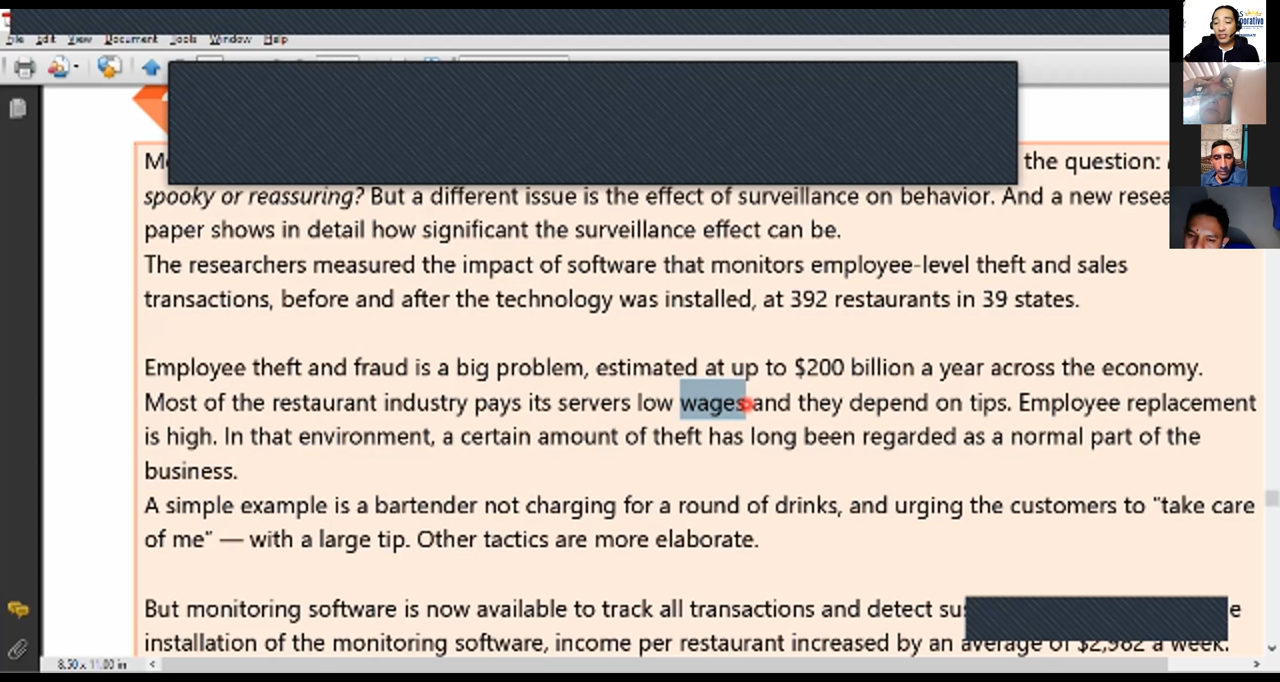 File Edit View Document Tools Window Help
the question:
spooky or reassuring? But a different issue is the effect of surveillance on behavior. And a new
paper shows in detail how significant the surveillance effect can be.
The researchers measured the impact of software that monitors employee-level theft and sales
transactions, before and after the technology was installed, at 392 restaurants in 39 states.
Employee theft and fraud is a big problem, estimated at up to $200 billion a year across the economy.
Most of the restaurant industry pays its servers low wages and they depend on tips. Employee replacement
is high. In that environment, a certain amount of theft has long been regarded as a normal part of the
business.
A simple example is a bartender not charging for a round of drinks, and urging the customers to "take care
of me" — with a large tip. Other tactics are more elaborate.
But monitoring software is now available to track all transactions and detect
installation of the monitoring software, income per restaurant increased by an average of $2,982 a week.
8.50 x 11.00 in